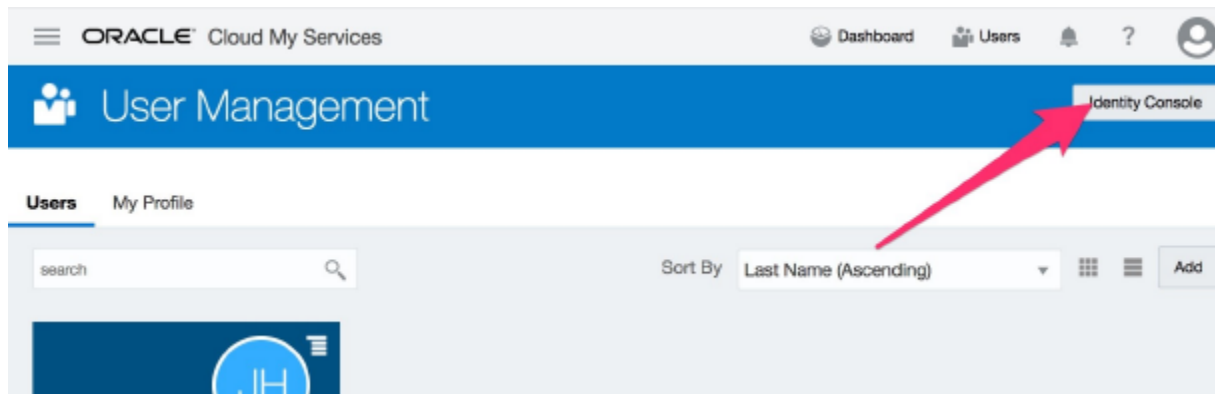 ORACLE Cloud My Services
Dashboard
Users
?
User Management
Identity Console
Users
My Profile
search
Sort By
Last Name (Ascending)
Add
JH